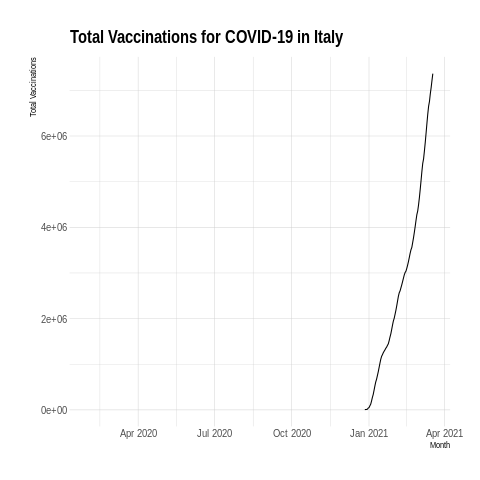 Total Vaccinations for COVID-19 in Italy
Total Vaccinations
6e+06
4e+06
2e+06
0e+00
Apr 2020 Jul 2020 Oct 2020 Jan 2021 Apr 2021
Month